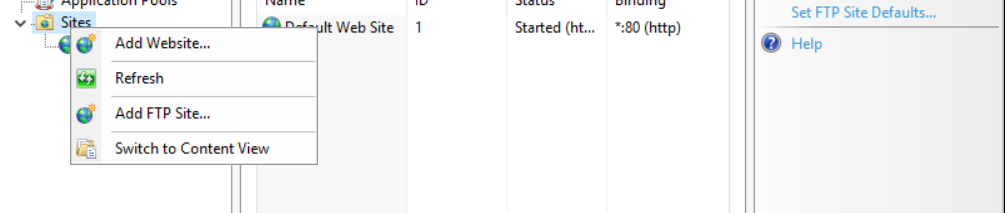 Application Pools
Name ID Status Binding
Set FTP Site Defaults...
Sites
Default Web Site 1 Started (ht... *:80 (http)
Help
Add Website...
Refresh
Add FTP Site...
Switch to Content View